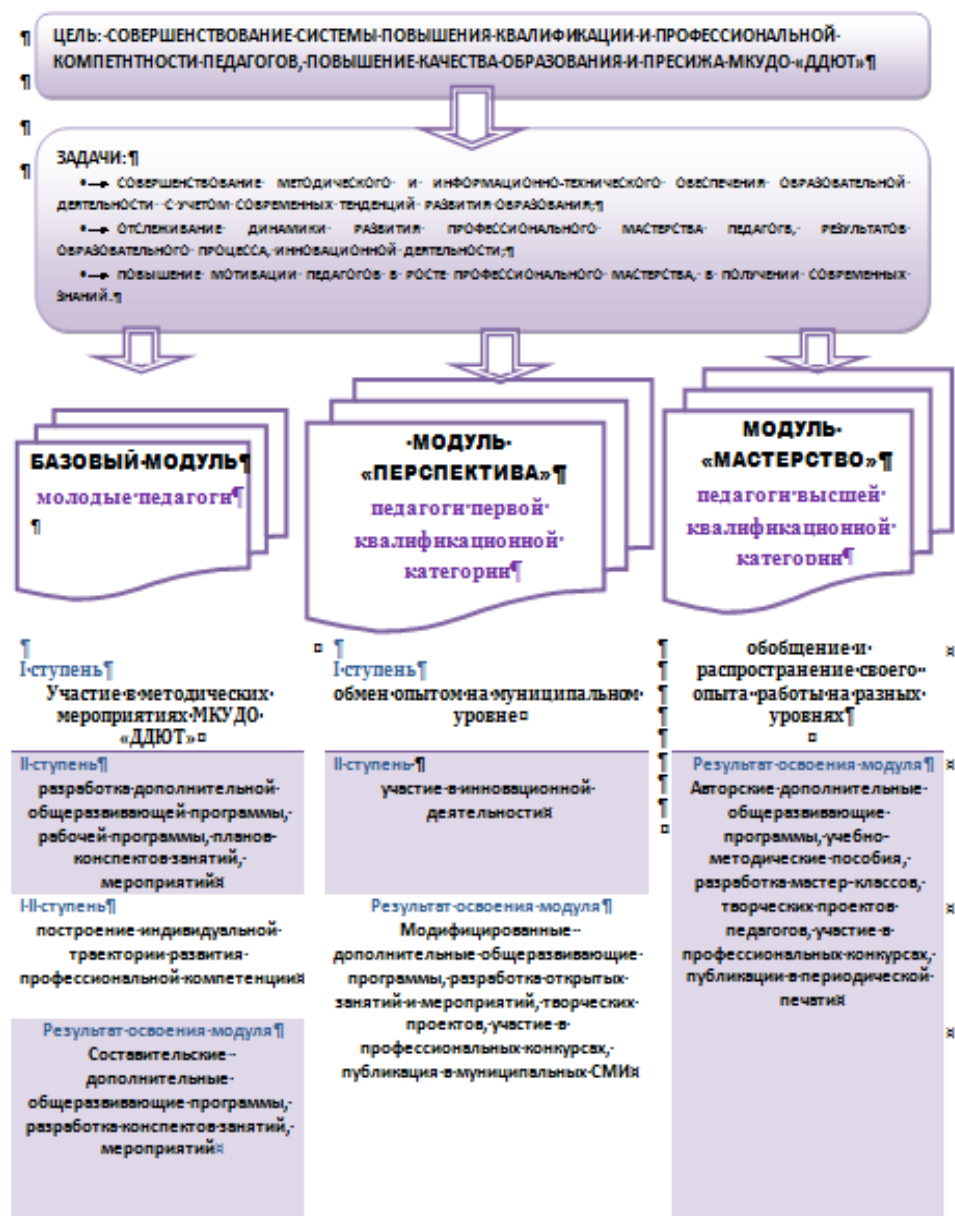 ЦЕЛЬ: СОВЕРШЕНСТВОВАНИЕ СИСТЕМЫ ПОВЫШЕНИЯ КВАЛИФИКАЦИИ И ПРОФЕССИОНАЛЬНОЙ
КОМПЕТНТНОСТИ ПЕДАГОГОВ, ПОВЫШЕНИЕ КАЧЕСТВА ОБРАЗОВАНИЯ И ПРЕСИЖА МКУДО «ДДЮТ»
ЗАДАЧИ:
• СОВЕРШЕНСТВОВАНИЕ МЕТОДИЧЕСКОГО И ИНФОРМАЦИОННО-ТЕХНИЧЕСКОГО ОБЕСПЕЧЕНИЯ ОБРАЗОВАТЕЛЬНОЙ
ДЕЯТЕЛЬНОСТИ С УЧЕТОМ СОВРЕМЕННЫХ ТЕНДЕНЦИЙ РАЗВИТИЯ ОБРАЗОВАНИЯ;
• ОТСЛЕЖИВАНИЕ ДИНАМИКИ РАЗВИТИЯ ПРОФЕССИОНАЛЬНОГО МАСТЕРСТВА ПЕДАГОГВ, РЕЗУЛЬТАТОВ
ОБРАЗОВАТЕЛЬНОГО ПРОЦЕССА, ИННОВАЦИОННОЙ ДЕЯТЕЛЬНОСТИ;
• ПОВЫШЕНИЕ МОТИВАЦИИ ПЕДАГОГОВ В РОСТЕ ПРОФЕССИОНАЛЬНОГО МАСТЕРСТВА, В ПОЛУЧЕНИИ СОВРЕМЕННЫХ
ЗНАНИЙ.
БАЗОВЫЙ МОДУЛЬ
молодые педагоги
МОДУЛЬ
«ПЕРСПЕКТИВА»
педагоги первой
квалификационной
категории
МОДУЛЬ
«МАСТЕРСТВО»
педагоги высшей
квалификационной
категории
I ступень
Участие в методических
мероприятиях МКУДО
«ДДЮТ»
II ступень
разработка дополнительной
общеразвивающей программы,
рабочей программы, планов
конспектов занятий,
мероприятий
I-II ступень
построение индивидуальной
траектории развития
профессиональной компетенции
Результат освоения модуля
Составительские
дополнительные
общеразвивающие программы,
разработка конспектов занятий,
мероприятий
I ступень
обмен опытом на муниципальном
уровне
II ступень
участие в инновационной
деятельности
Результат освоения модуля
Модифицированные
дополнительные общеразвивающие
программы, разработка открытых
занятий и мероприятий, творческих
проектов, участие в
профессиональных конкурсах,
публикация в муниципальных СМИ
обобщение и
распространение своего
опыта работы на разных
уровнях
Результат освоения модуля
Авторские дополнительные
общеразвивающие
программы, учебно-
методические пособия,
разработка мастер-классов,
творческих проектов
педагогов, участие в
профессиональных конкурсах,
публикации в периодической
печати